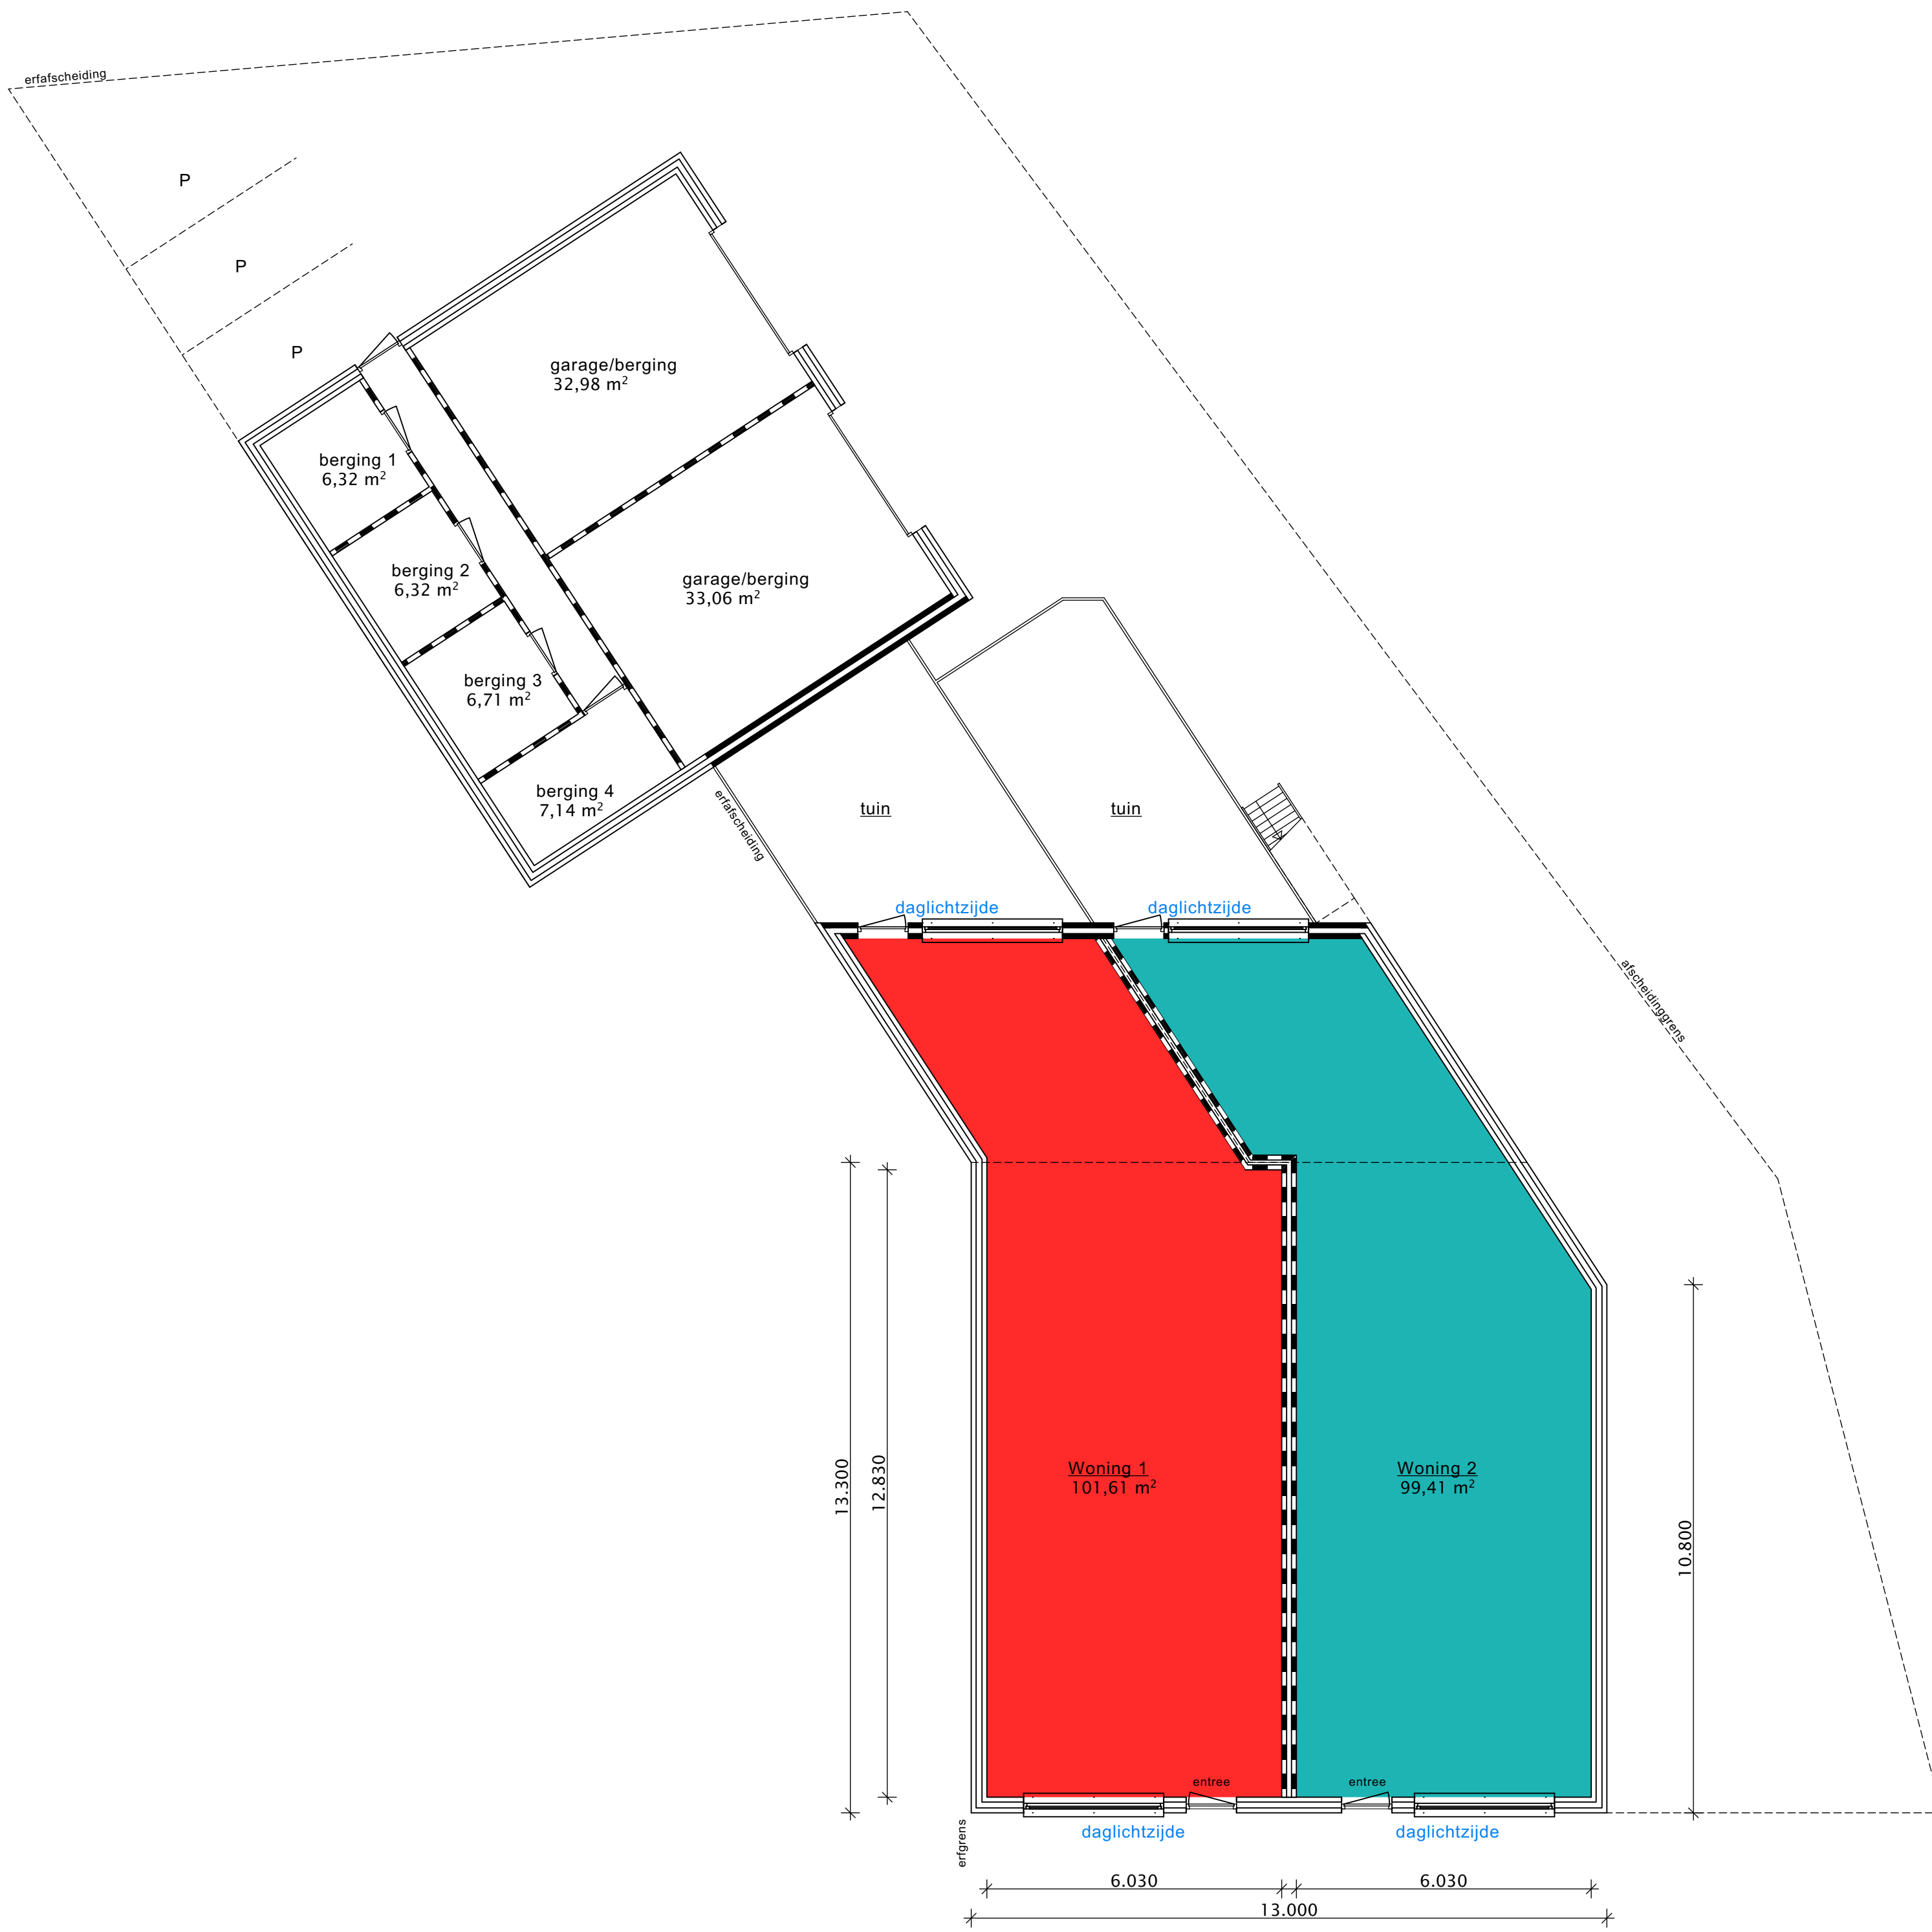 erfafscheiding
P
P
P
garage/berging
32,98 m²
berging 1
6,32 m²
berging 2
6,32 m²
garage/berging
33,06 m²
berging 3
6,71 m²
berging 4
7,14 m²
erfafscheiding
tuin
tuin
daglichtzijde
daglichtzijde
afscheidinggrens
13.300
12.830
Woning 1
101,61 m²
Woning 2
99,41 m²
10.800
entree
entree
erfgrens
daglichtzijde
daglichtzijde
6.030
6.030
13.000